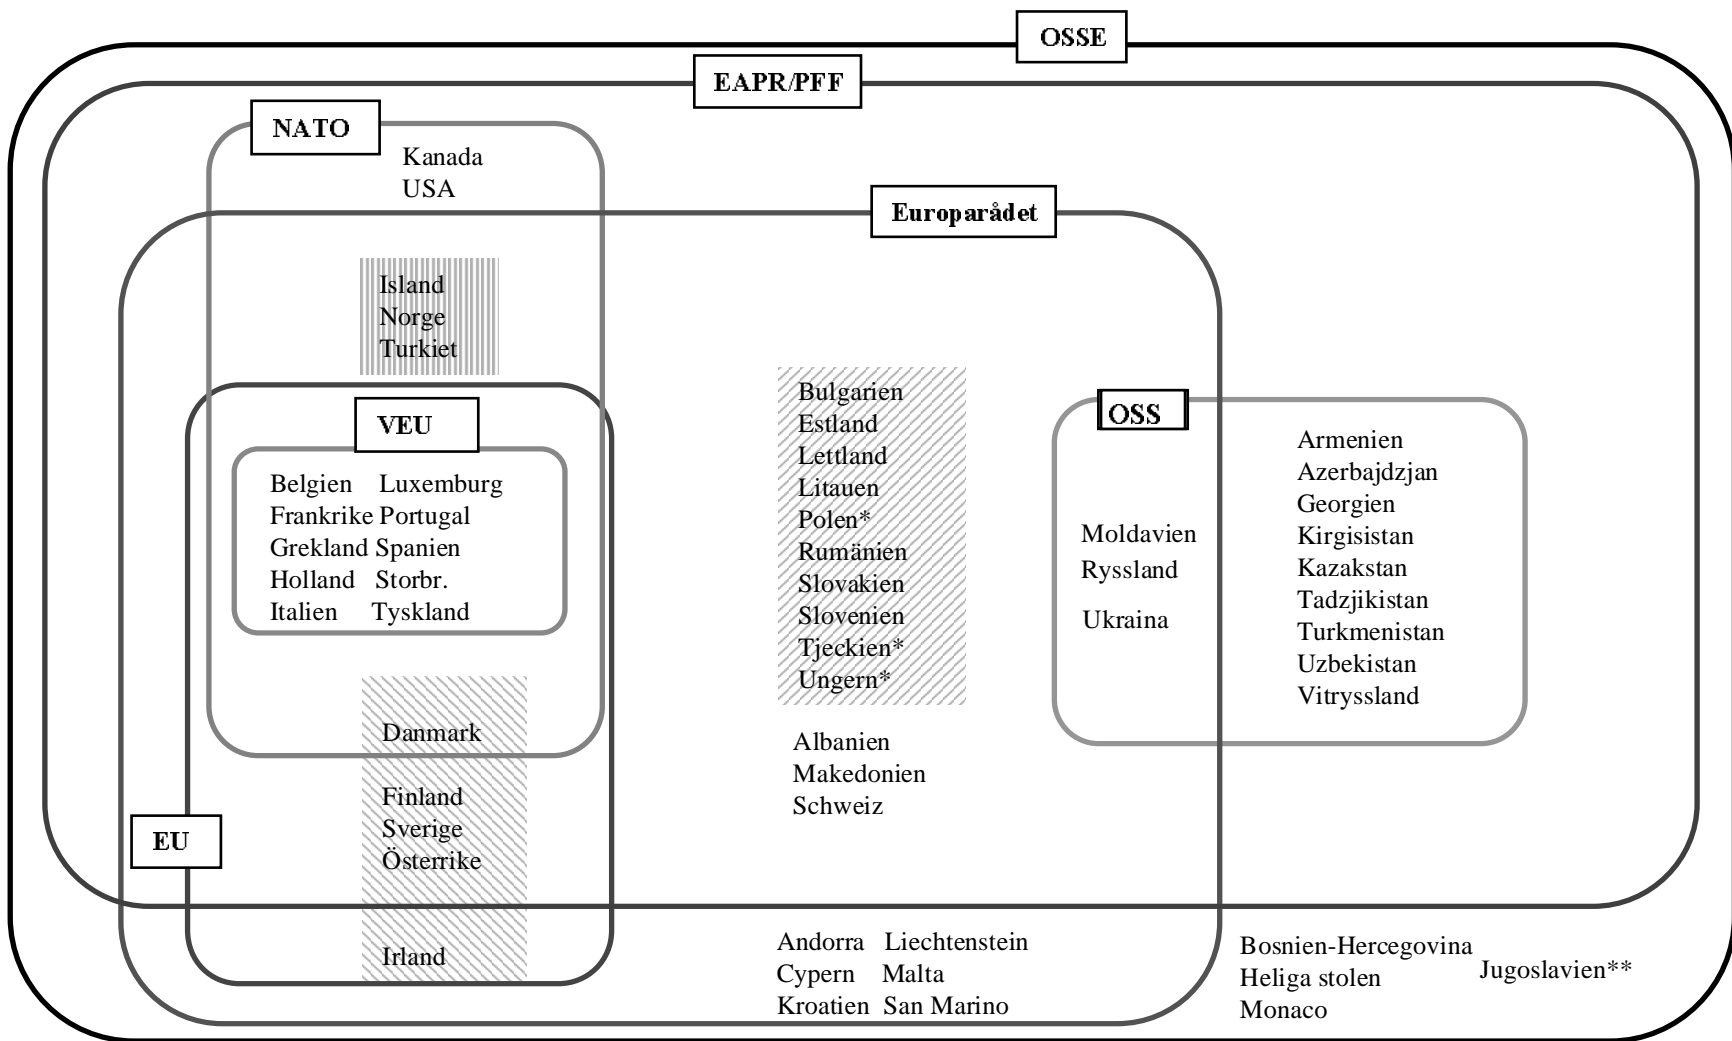 OSSE
EAPR/PFF
NATO
Kanada
USA
Europarådet
Island
Norge
Turkiet
VEU
Belgien Luxemburg
Frankrike Portugal
Grekland Spanien
Holland Storbr.
Italien Tyskland
Danmark
Finland
Sverige
Österrike
EU
Irland
Bulgarien
Estland
Lettland
Litauen
Polen*
Rumänien
Slovakien
Slovenien
Tjeckien*
Ungern*
Albanien
Makedonien
Schweiz
OSS
Moldavien
Ryssland
Ukraina
Armenien
Azerbajdzjan
Georgien
Kirgisistan
Kazakstan
Tadzjikistan
Turkmenistan
Uzbekistan
Vitryssland
Andorra Liechtenstein
Cypern Malta
Kroatien San Marino
Bosnien-Hercegovina
Heliga stolen
Monaco
Jugoslavien**